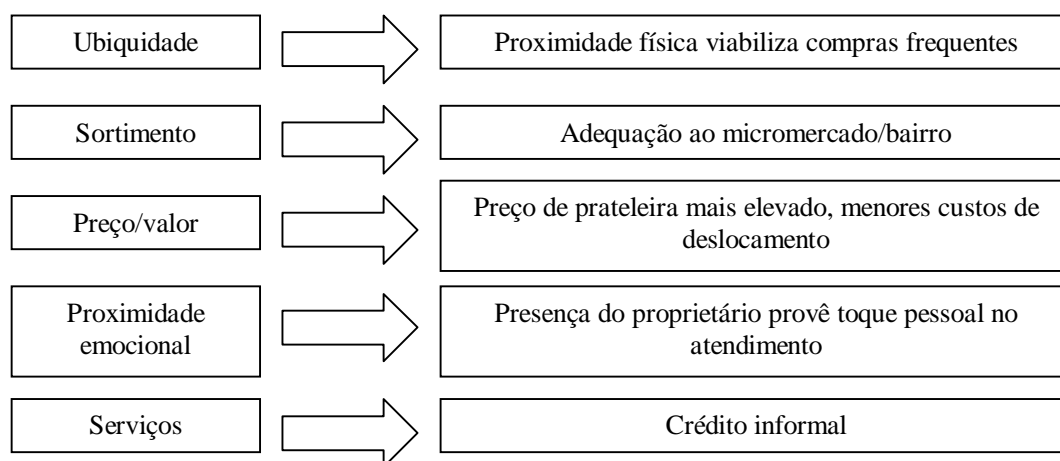 Ubiquidade
Proximidade física viabiliza compras frequentes
Sortimento
Adequação ao micromercado/bairro
Preço/valor
Preço de prateleira mais elevado, menores custos de
deslocamento
Proximidade
emocional
Presença do proprietário provê toque pessoal no
atendimento
Serviços
Crédito informal